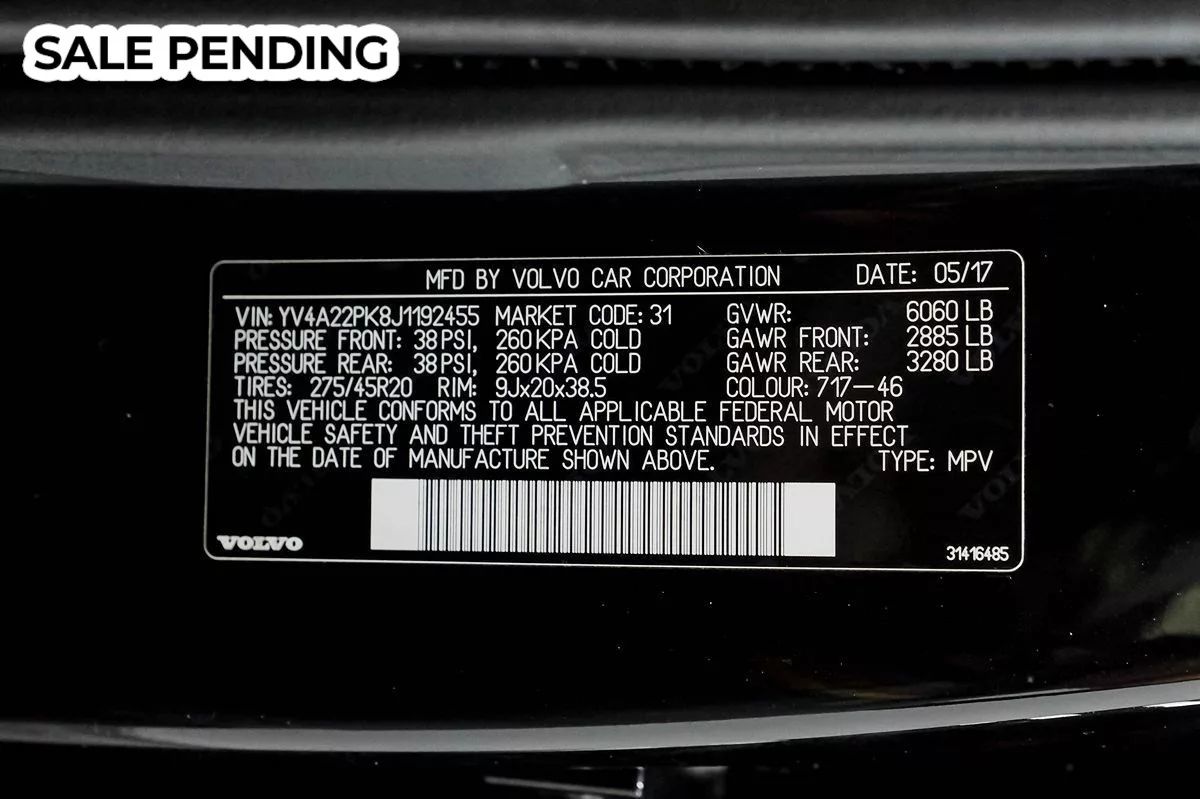 SALE PENDING
MFD BY VOLVO CAR CORPORATION DATE: 05/17
VIN: YV4A22PK8J1192455 MARKET CODE: 31 GVWR: 6060 LB
PRESSURE FRONT: 38 PSI, 260 KPA COLD GAWR FRONT: 2885 LB
PRESSURE REAR: 38 PSI, 260 KPA COLD GAWR REAR: 3280 LB
TIRES: 275/45R20 RIM: 9Jx20x38.5 COLOUR: 717-46
THIS VEHICLE CONFORMS TO ALL APPLICABLE FEDERAL MOTOR
VEHICLE SAFETY AND THEFT PREVENTION STANDARDS IN EFFECT
ON THE DATE OF MANUFACTURE SHOWN ABOVE. TYPE: MPV
VOLVO 31416485